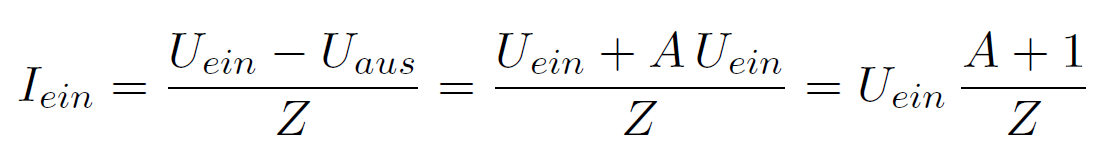 I_{ein} = \frac{U_{ein} - U_{aus}}{Z} = \frac{U_{ein} + A U_{ein}}{Z} = U_{ein} \frac{A + 1}{Z}